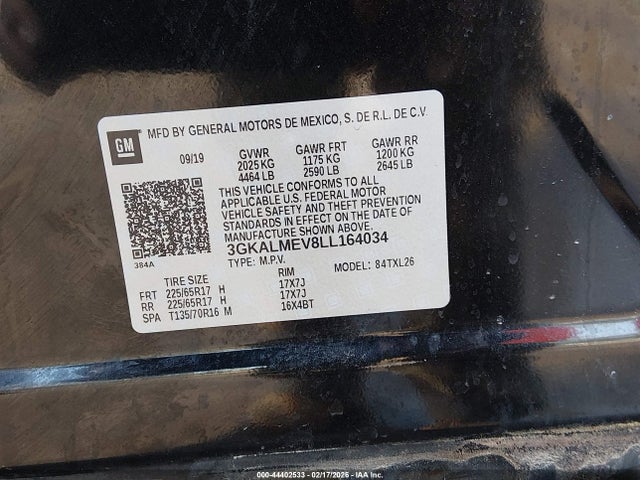 GM
MFD BY GENERAL MOTORS DE MEXICO, S. DE R.L. DE C.V.
09/19 GVWR GAWR FRT GAWR RR
2025 KG 1175 KG 1200 KG
4464 LB 2590 LB 2645 LB
THIS VEHICLE CONFORMS TO ALL
APPLICABLE U.S. FEDERAL MOTOR
VEHICLE SAFETY AND THEFT PREVENTION
STANDARDS IN EFFECT ON THE DATE OF
MANUFACTURE SHOWN ABOVE.
3GKALMEV8LL164034
384A TYPE: M.P.V. MODEL: 84TXL26
TIRE SIZE RIM
FRT 225/65R17 H 17X7J
RR 225/65R17 H 17X7J
SPA T135/70R16 M 16X4BT
000-44402533 - 02/17/2026 - IAA Inc.